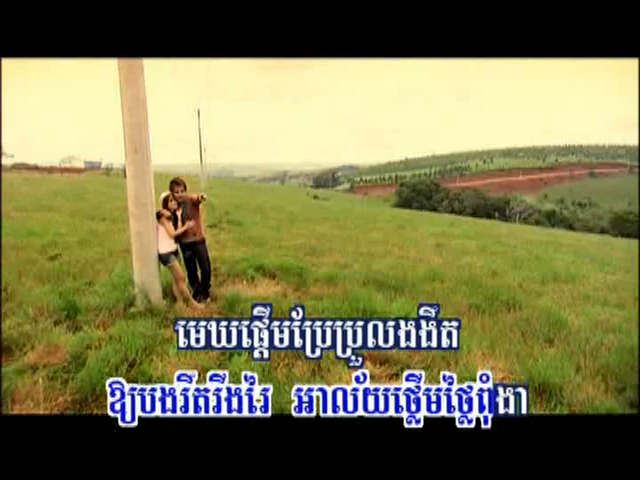 មេឃផ្ដើមប្រែប្រួលងងឹត
ឱ្យបងរឹតរឹងរៃ អាល័យថ្លើមថ្លៃពុំងា